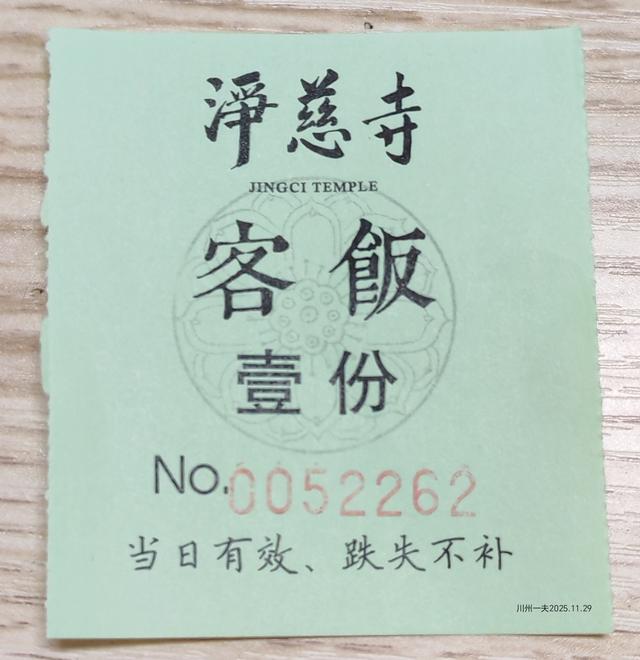 淨慈寺
JINGCI TEMPLE
客飯
壹份
No.0052262
当日有效、跌失不补
川州一夫2025.11.29